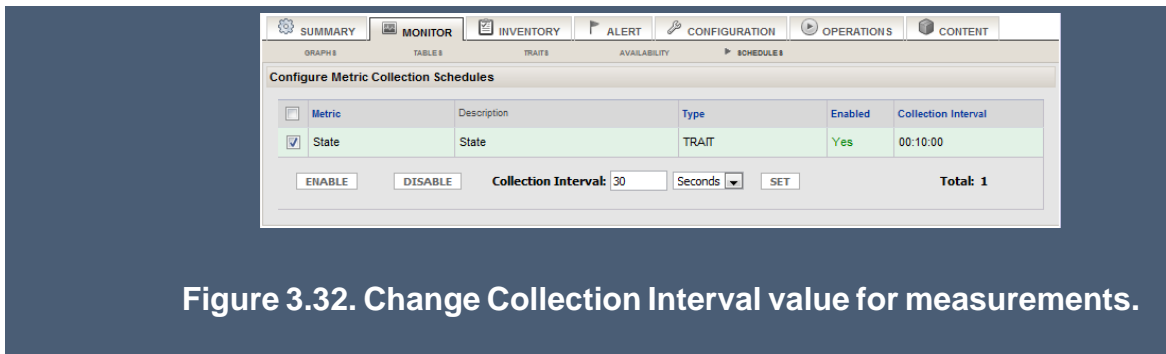 SUMMARY MONITOR INVENTORY ALERT CONFIGURATION OPERATIONS CONTENT
GRAPHS TABLES TRAITS AVAILABILITY SCHEDULES
Configure Metric Collection Schedules
Metric Description Type Enabled Collection Interval
State State TRAIT Yes 00:10:00
ENABLE DISABLE Collection Interval: 30 Seconds SET Total: 1
Figure 3.32. Change Collection Interval value for measurements.